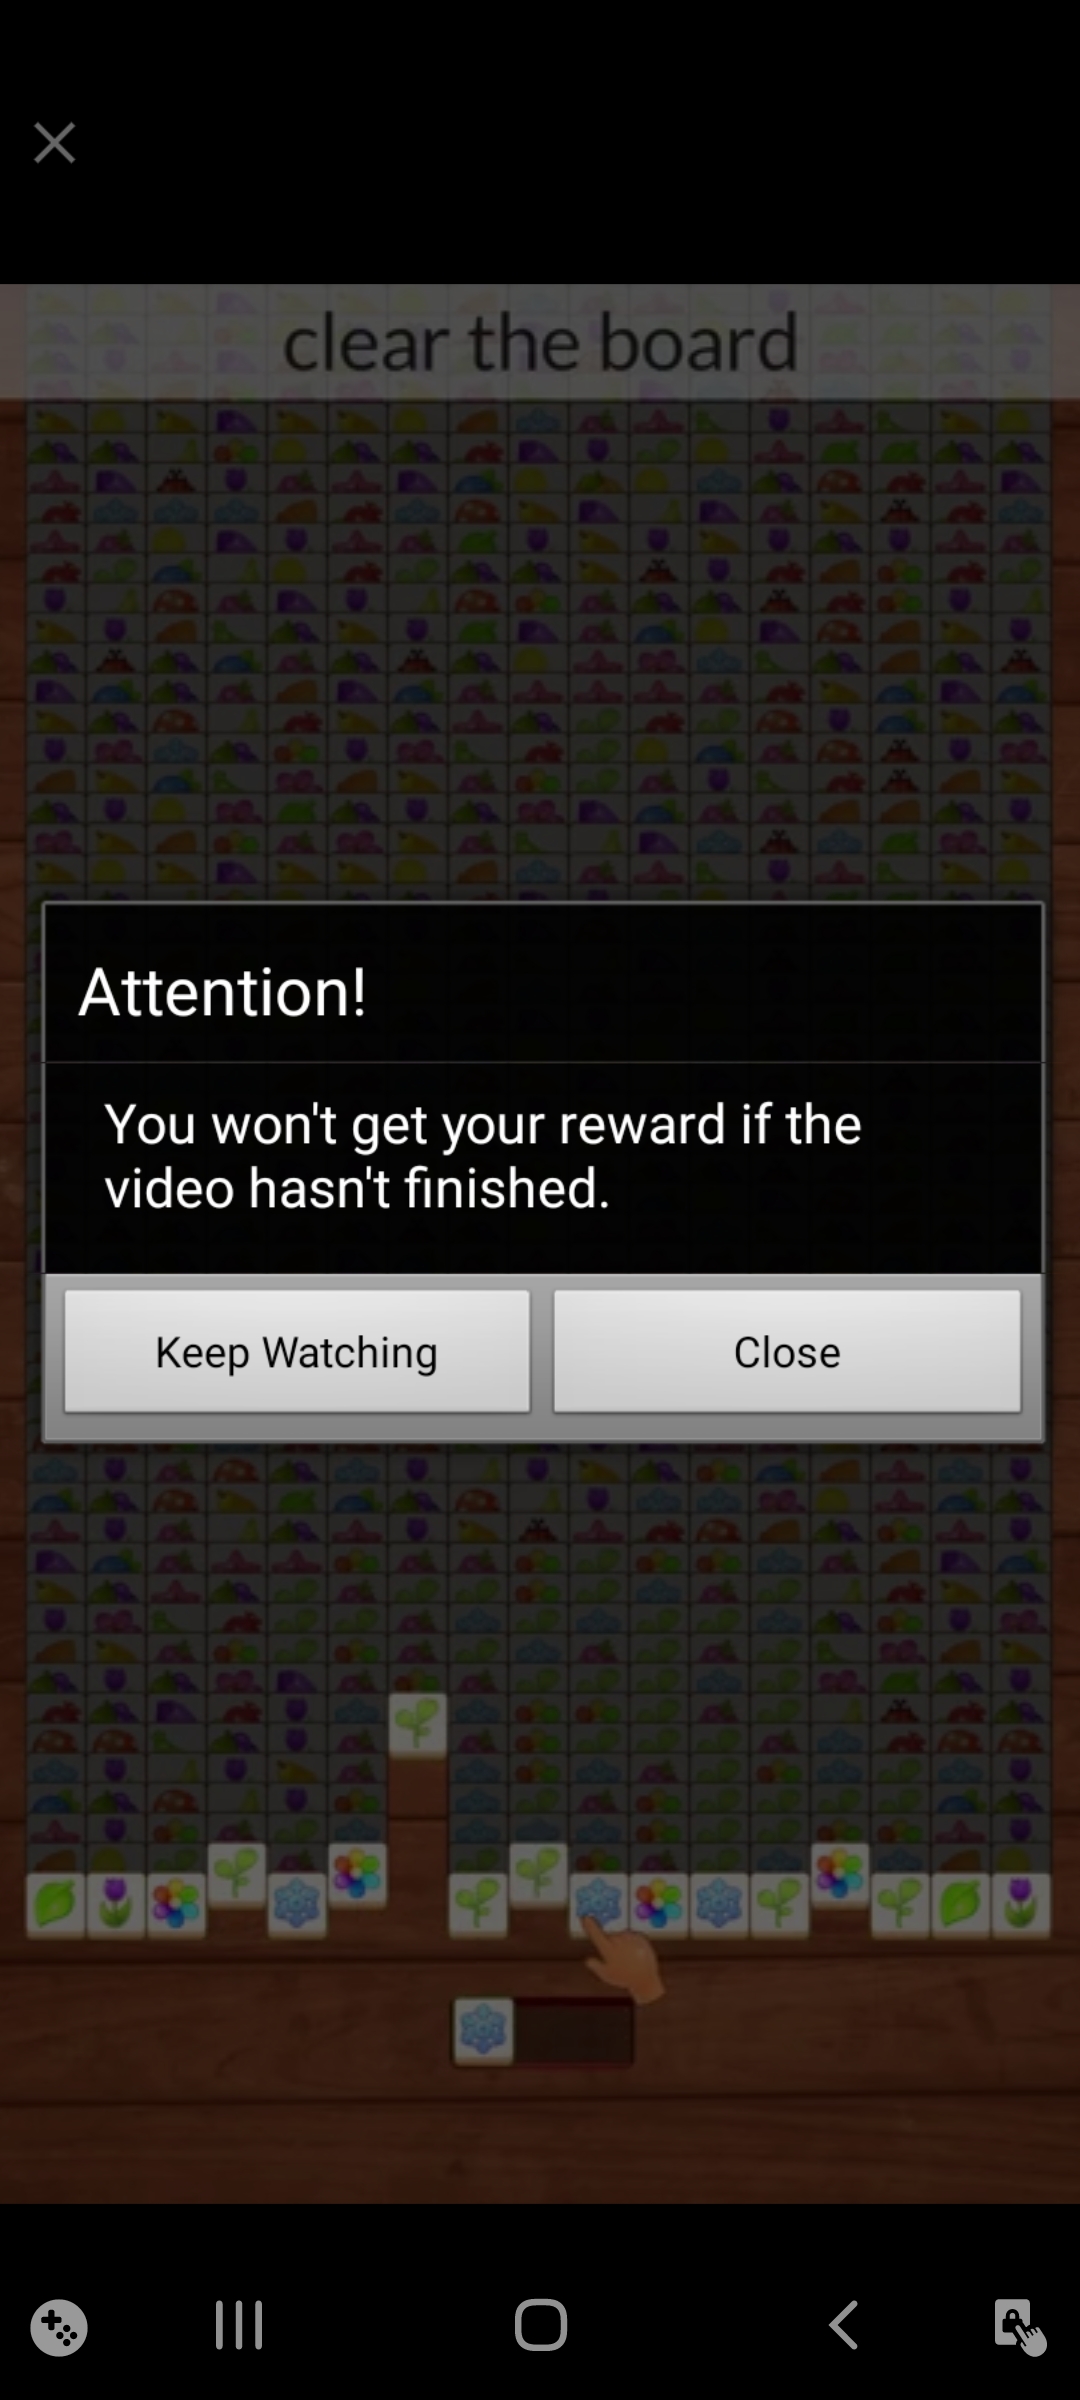 clear the board
Attention!
You won't get your reward if the
video hasn't finished.
Keep Watching
Close